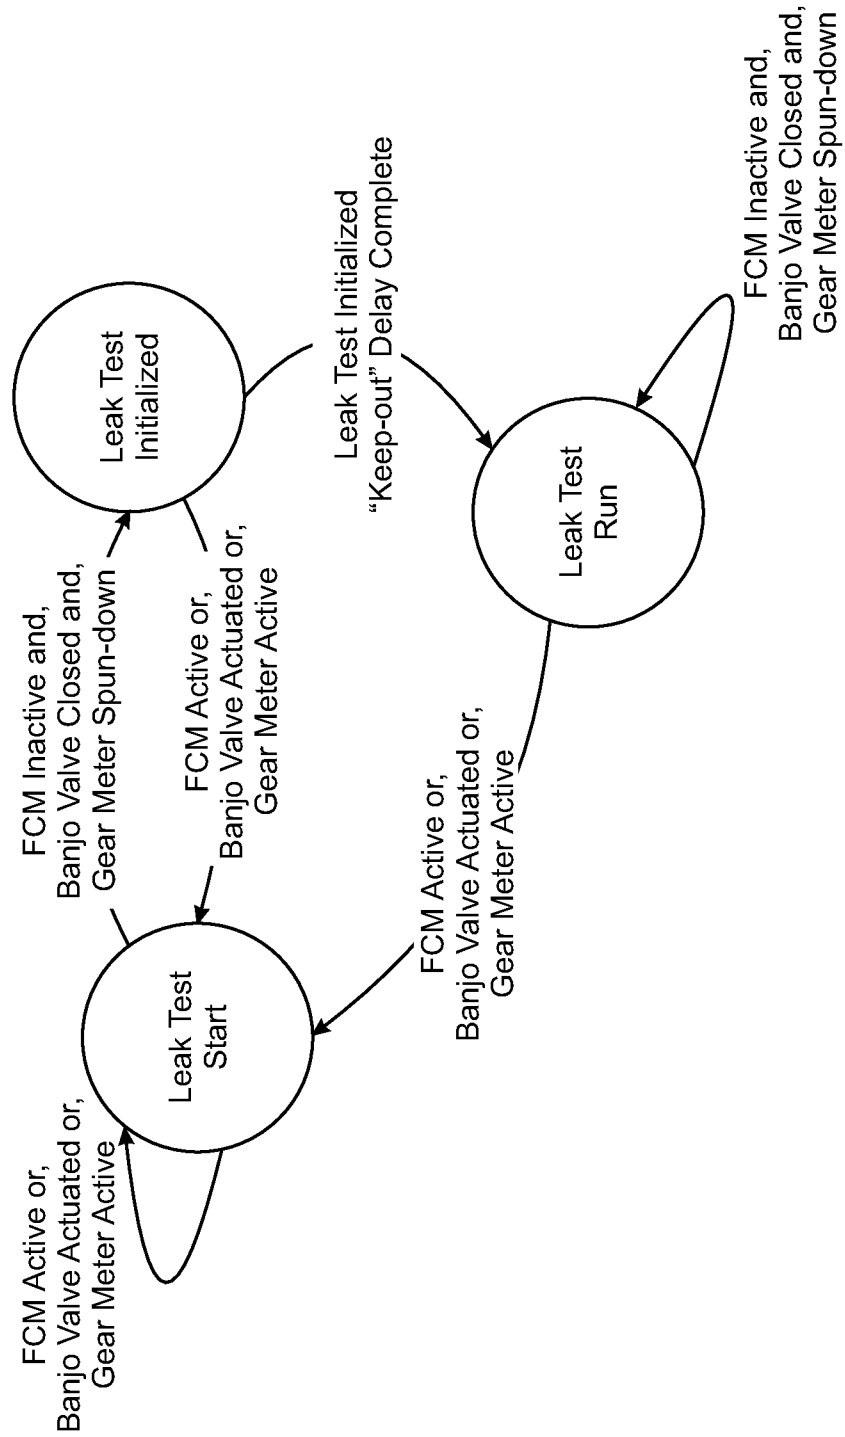 FCM Active or,
Banjo Valve Actuated or,
Gear Meter Active
Leak Test
Start
FCM Inactive and,
Banjo Valve Closed and,
Gear Meter Spun-down
FCM Active or,
Banjo Valve Actuated or,
Gear Meter Active
Leak Test
Initialized
Leak Test Initialized
“Keep-out” Delay Complete
FCM Active or,
Banjo Valve Actuated or,
Gear Meter Active
Leak Test
Run
FCM Inactive and,
Banjo Valve Closed and,
Gear Meter Spun-down